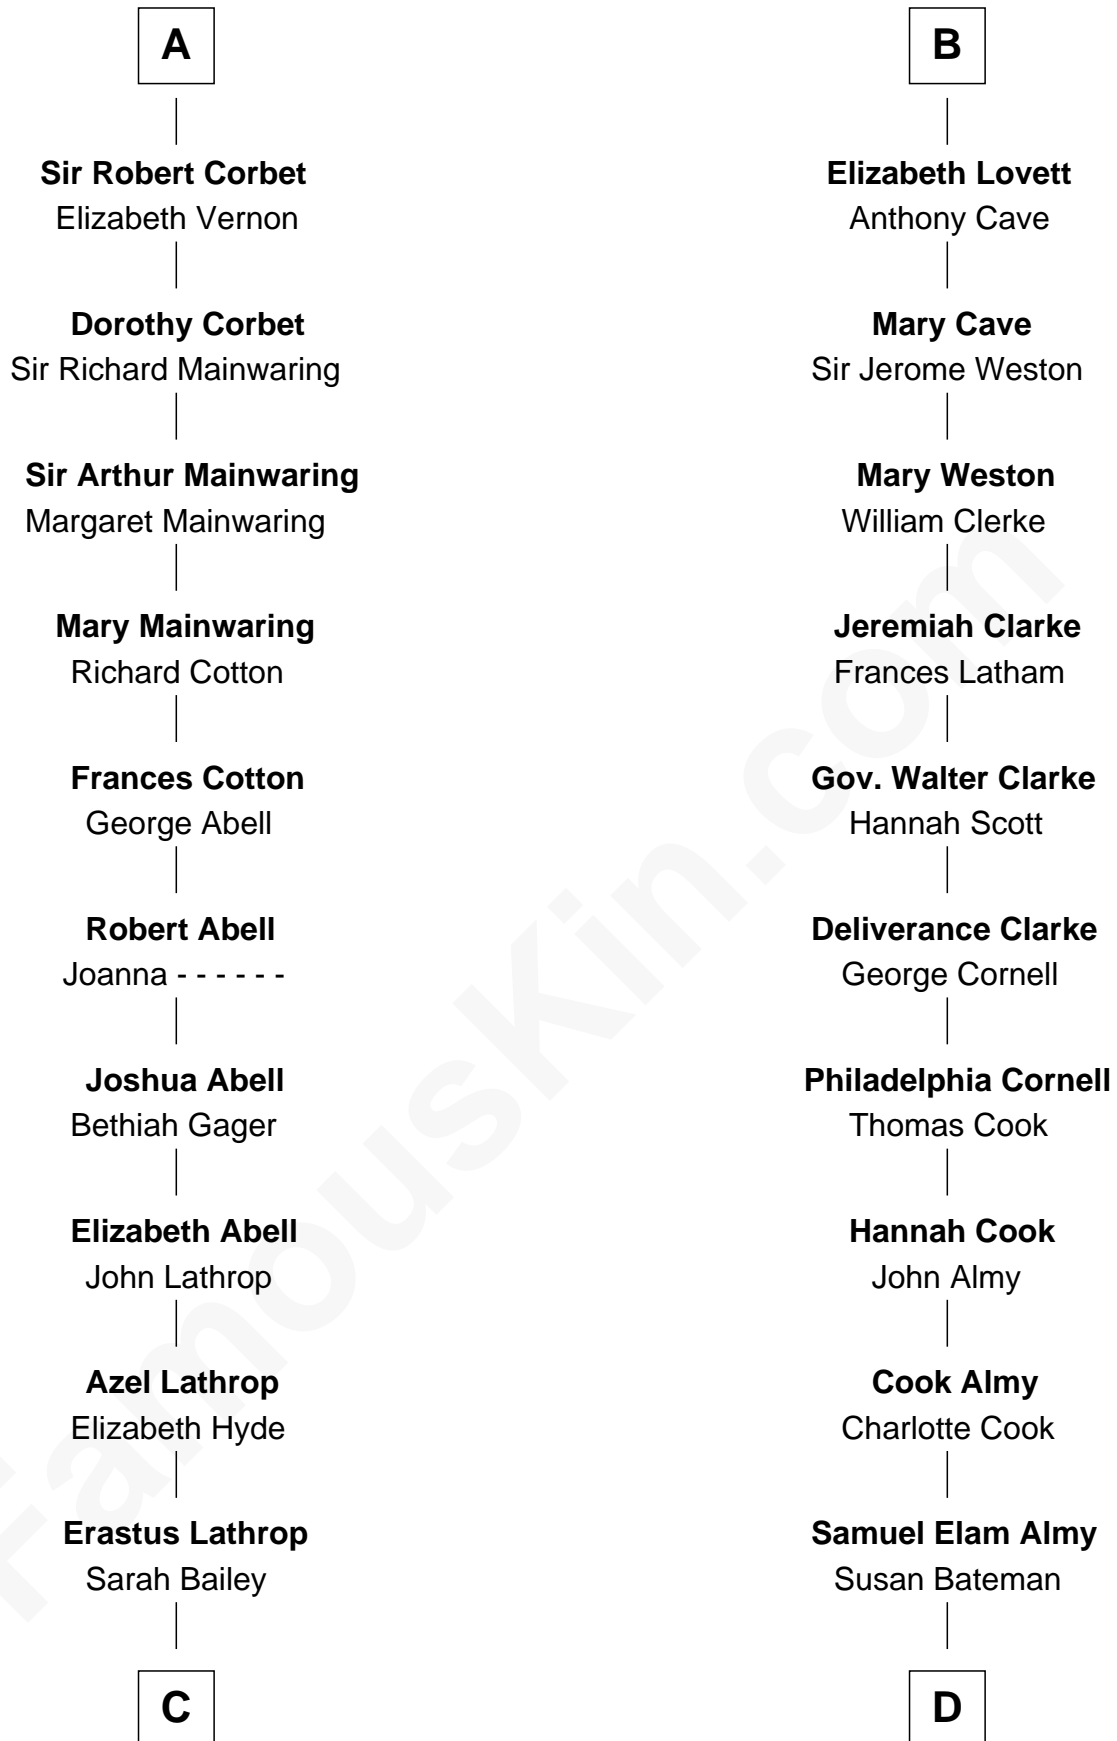 A
Sir Robert Corbet
Elizabeth Vernon
Dorothy Corbet
Sir Richard Mainwaring
Sir Arthur Mainwaring
Margaret Mainwaring
Mary Mainwaring
Richard Cotton
Frances Cotton
George Abell
Robert Abell
Joanna - - - - - -
Joshua Abell
Bethiah Gager
Elizabeth Abell
John Lathrop
Azel Lathrop
Elizabeth Hyde
Erastus Lathrop
Sarah Bailey
C
B
Elizabeth Lovett
Anthony Cave
Mary Cave
Sir Jerome Weston
Mary Weston
William Clerke
Jeremiah Clarke
Frances Latham
Gov. Walter Clarke
Hannah Scott
Deliverance Clarke
George Cornell
Philadelphia Cornell
Thomas Cook
Hannah Cook
John Almy
Cook Almy
Charlotte Cook
Samuel Elam Almy
Susan Bateman
D
FamousKin.com